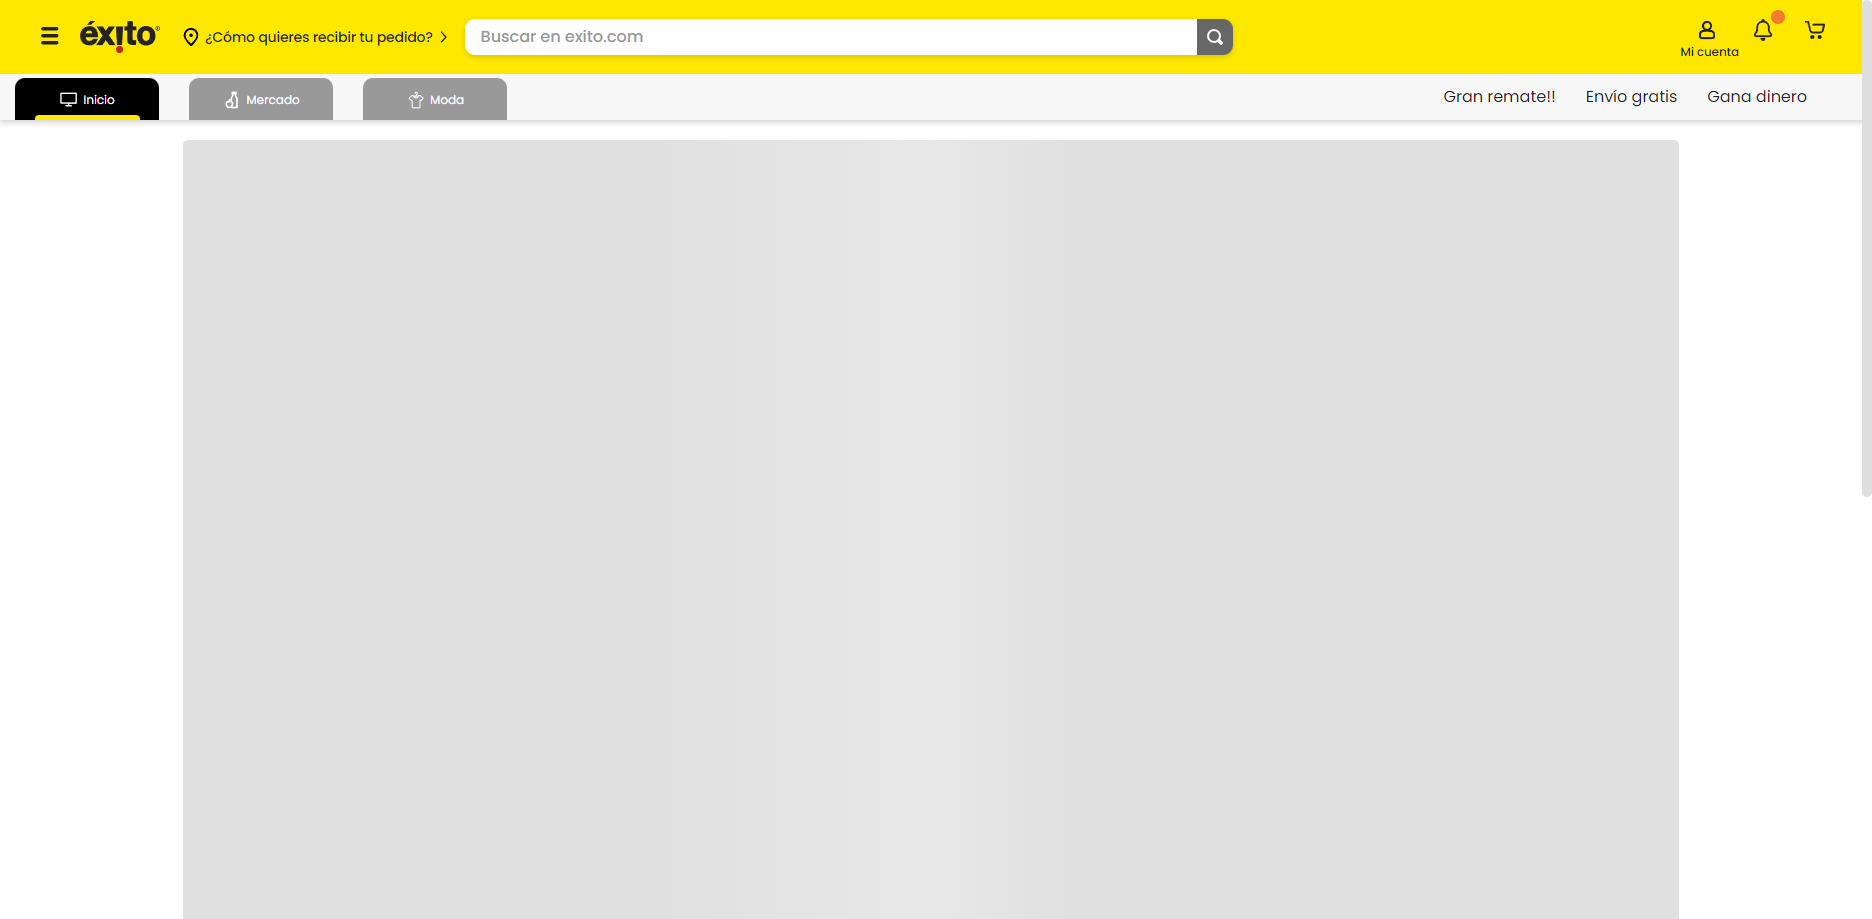 éxito
¿Cómo quieres recibir tu pedido?
Buscar en exito.com
Mi cuenta
Inicio
Mercado
Moda
Gran remate!!
Envío gratis
Gana dinero